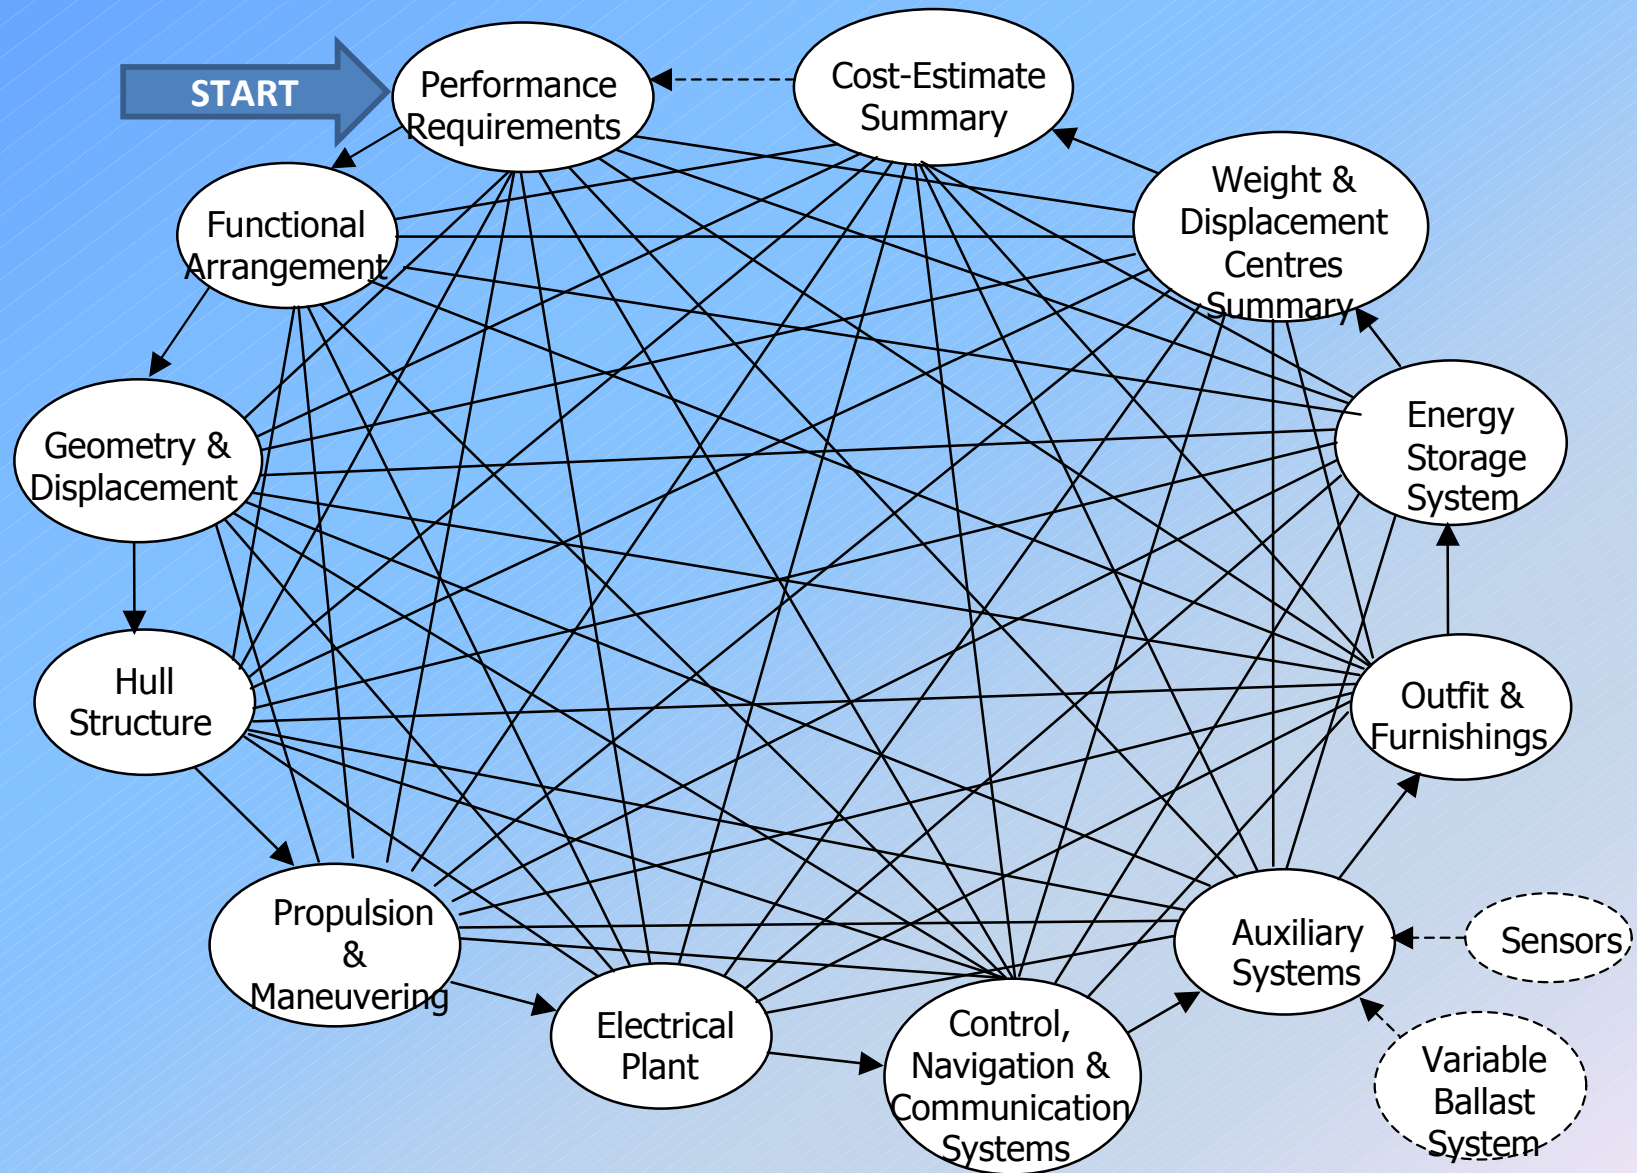 START
Performance
Requirements
Cost-Estimate
Summary
Weight &
Displacement
Centres
Summary
Functional
Arrangement
Energy
Storage
System
Geometry &
Displacement
Hull
Structure
Outfit &
Furnishings
Propulsion
&
Maneuvering
Electrical
Plant
Control,
Navigation &
Communication
Systems
Auxiliary
Systems
Sensors
Variable
Ballast
System